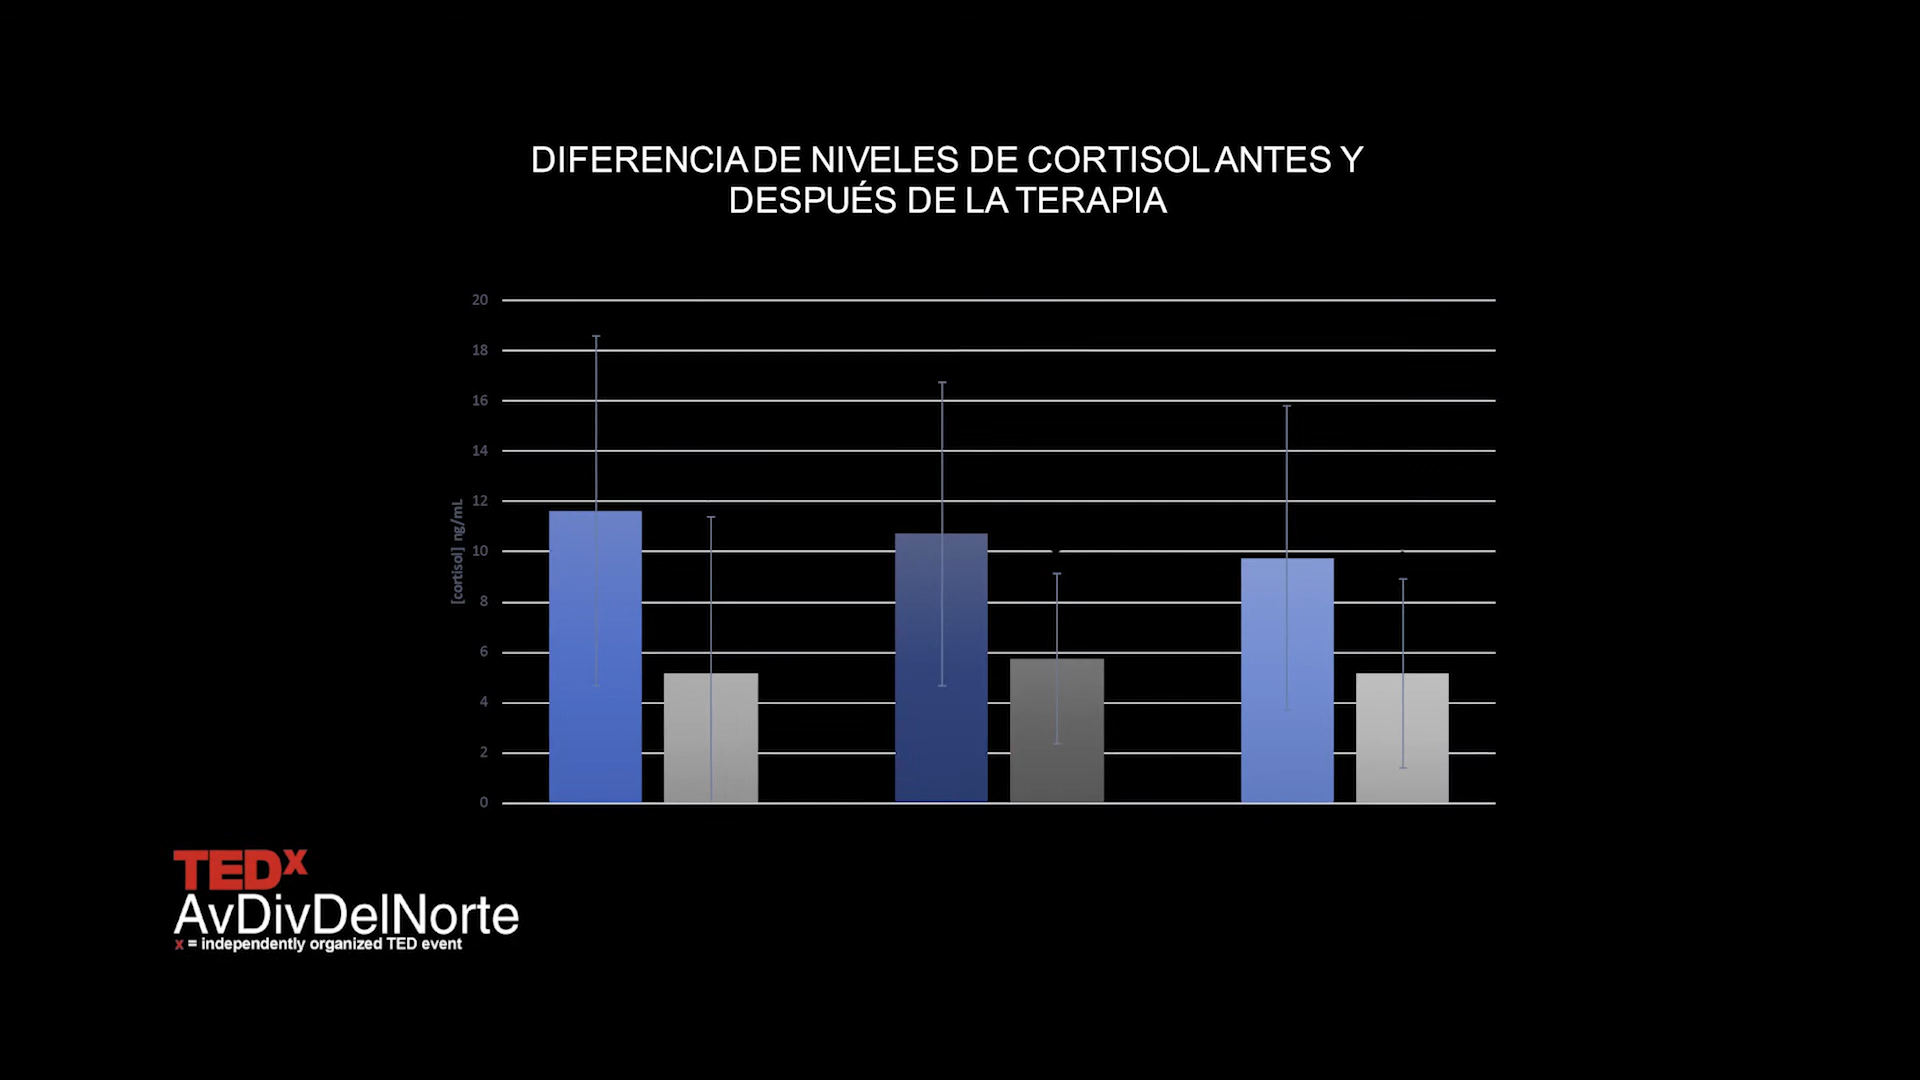 DIFERENCIA DE NIVELES DE CORTISOL ANTES Y
DESPUÉS DE LA TERAPIA
[cortisol] ng/mL
20
18
16
14
12
10
8
6
4
2
0
TEDx
AvDivDelNorte
x = independently organized TED event